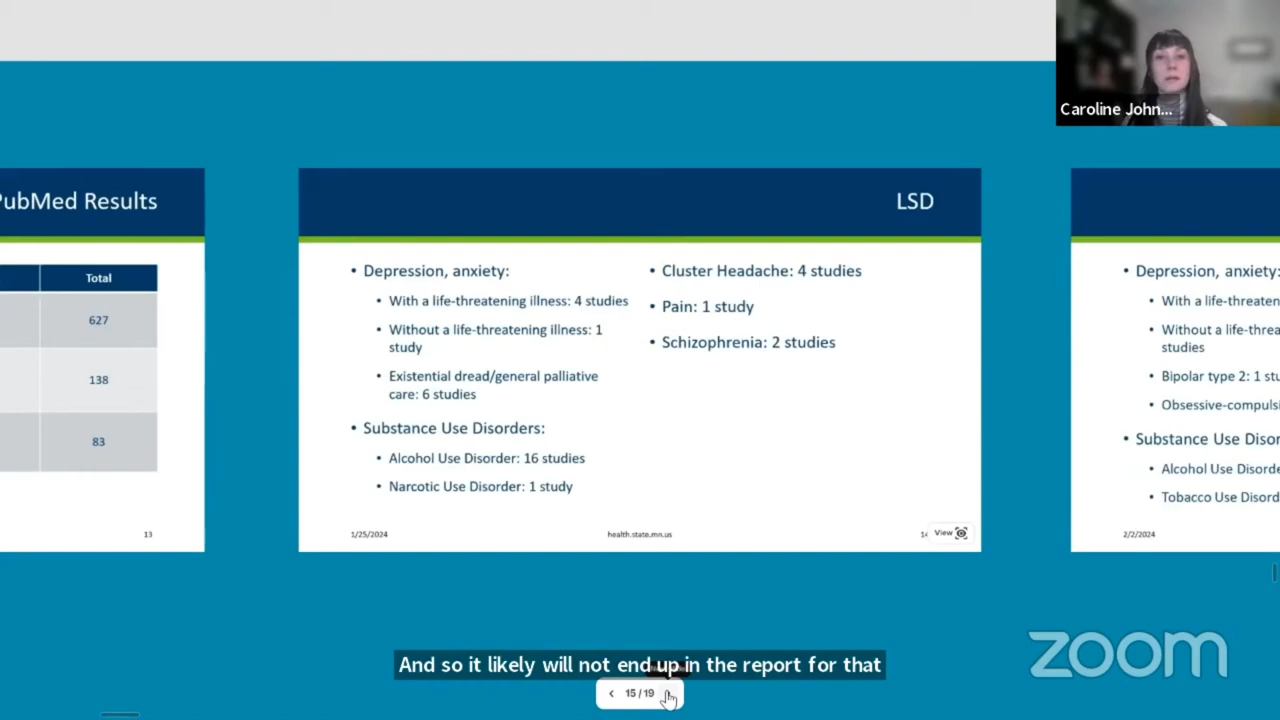 Caroline John...
PubMed Results
Total
627
138
83
13
LSD
• Depression, anxiety:
• With a life-threatening illness: 4 studies
• Without a life-threatening illness: 1
study
• Existential dread/general palliative
care: 6 studies
• Substance Use Disorders:
• Alcohol Use Disorder: 16 studies
• Narcotic Use Disorder: 1 study
• Cluster Headache: 4 studies
• Pain: 1 study
• Schizophrenia: 2 studies
1/25/2024
health.state.mn.us
14
View
• Depression, anxiety:
• With a life-threaten
• Without a life-threa
studies
• Bipolar type 2: 1 stu
• Obsessive-compulsi
• Substance Use Disor
• Alcohol Use Disorde
• Tobacco Use Disord
2/2/2024
And so it likely will not end up in the report for that
15 / 19
zoom